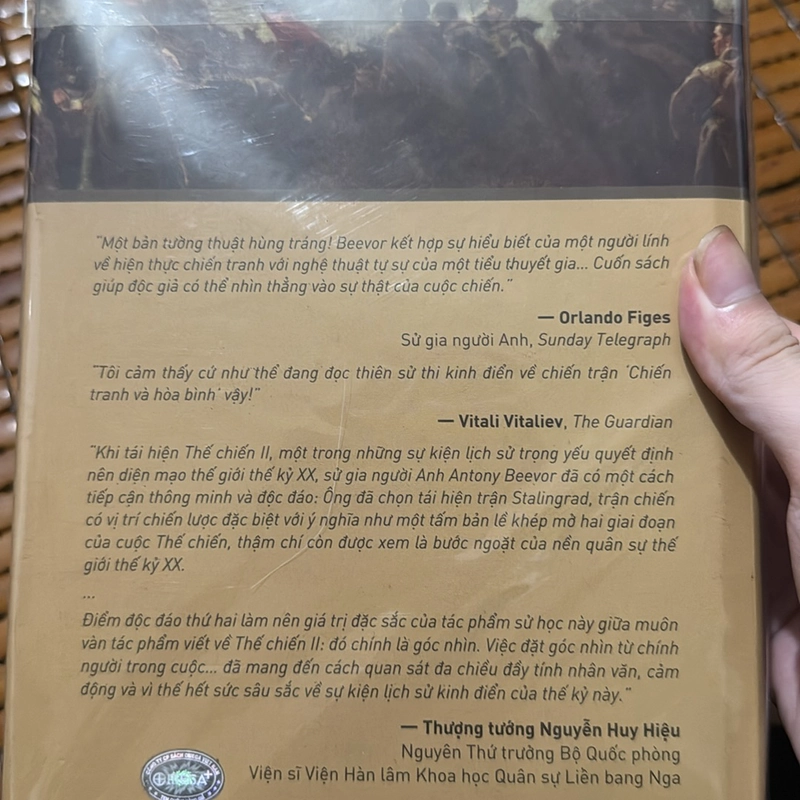 "Một bản tường thuật hùng tráng! Beevor kết hợp sự hiểu biết của một người lính
về hiện thực chiến tranh với nghệ thuật tự sự của một tiểu thuyết gia... Cuốn sách
giúp độc giả có thể nhìn thẳng vào sự thật của cuộc chiến."
— Orlando Figes
Sử gia người Anh, Sunday Telegraph
"Tôi cảm thấy cứ như thể đang đọc thiên sử thi kinh điển về chiến trận 'Chiến
tranh và hòa bình' vậy!"
— Vitali Vitaliev, The Guardian
"Khi tái hiện Thế chiến II, một trong những sự kiện lịch sử trọng yếu quyết định
nên diện mạo thế giới thế kỷ XX, sử gia người Anh Antony Beevor đã có một cách
tiếp cận thông minh và độc đáo: Ông đã chọn tái hiện trận Stalingrad, trận chiến
có vị trí chiến lược đặc biệt với ý nghĩa như một tấm bản lề khép mở hai giai đoạn
của cuộc Thế chiến, thậm chí còn được xem là bước ngoặt của nền quân sự thế
giới thế kỷ XX.
...
Điểm độc đáo thứ hai làm nên giá trị đặc sắc của tác phẩm sử học này giữa muôn
vàn tác phẩm viết về Thế chiến II: đó chính là góc nhìn. Việc đặt góc nhìn từ chính
người trong cuộc... đã mang đến cách quan sát đa chiều đầy tính nhân văn, cảm
động và vì thế hết sức sâu sắc về sự kiện lịch sử kinh điển của thế kỷ này."
— Thượng tướng Nguyễn Huy Hiệu
Nguyên Thứ trưởng Bộ Quốc phòng
Viện sĩ Viện Hàn lâm Khoa học Quân sự Liên bang Nga